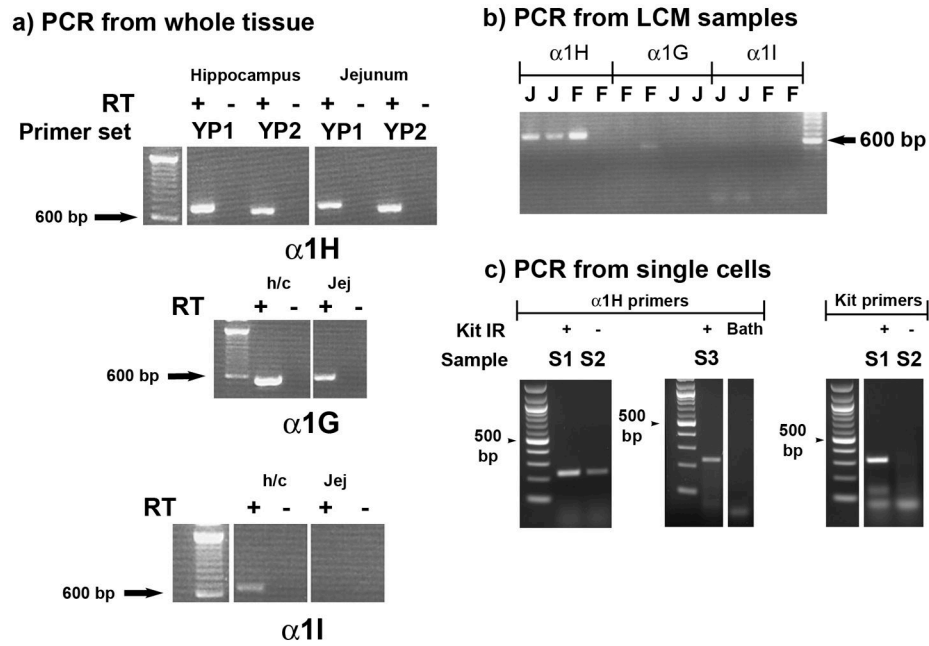 a) PCR from whole tissue
Hippocampus Jejunum
RT + - + - + - + -
Primer set YP1 YP2 YP1 YP2
600 bp
α1H
h/c Jej
RT + - + -
600 bp
α1G
h/c Jej
RT + - + -
600 bp
α1I
b) PCR from LCM samples
α1H α1G α1I
J J F F F F J J J J F F
600 bp
c) PCR from single cells
α1H primers Kit primers
Kit IR + - + Bath + -
Sample S1 S2 S3 S1 S2
500 bp
500 bp
500 bp